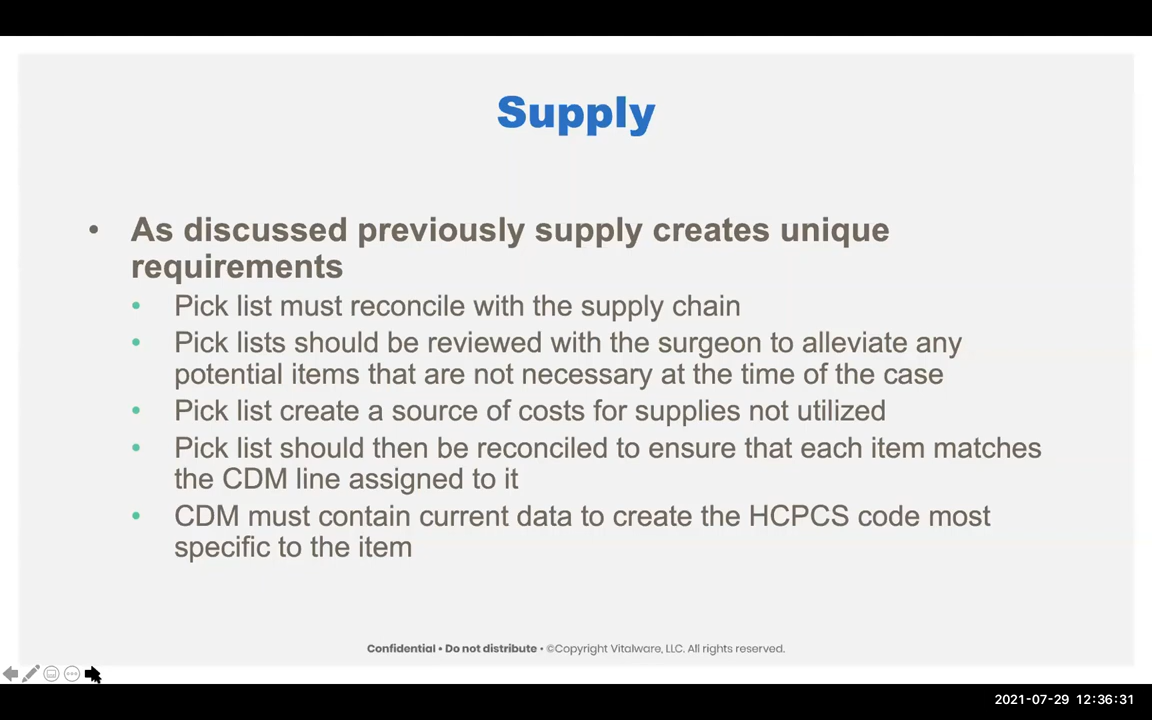 Supply
• As discussed previously supply creates unique
requirements
• Pick list must reconcile with the supply chain
• Pick lists should be reviewed with the surgeon to alleviate any
potential items that are not necessary at the time of the case
• Pick list create a source of costs for supplies not utilized
• Pick list should then be reconciled to ensure that each item matches
the CDM line assigned to it
• CDM must contain current data to create the HCPCS code most
specific to the item
Confidential • Do not distribute • ©Copyright Vitalware, LLC. All rights reserved.
2021-07-29 12:36:31